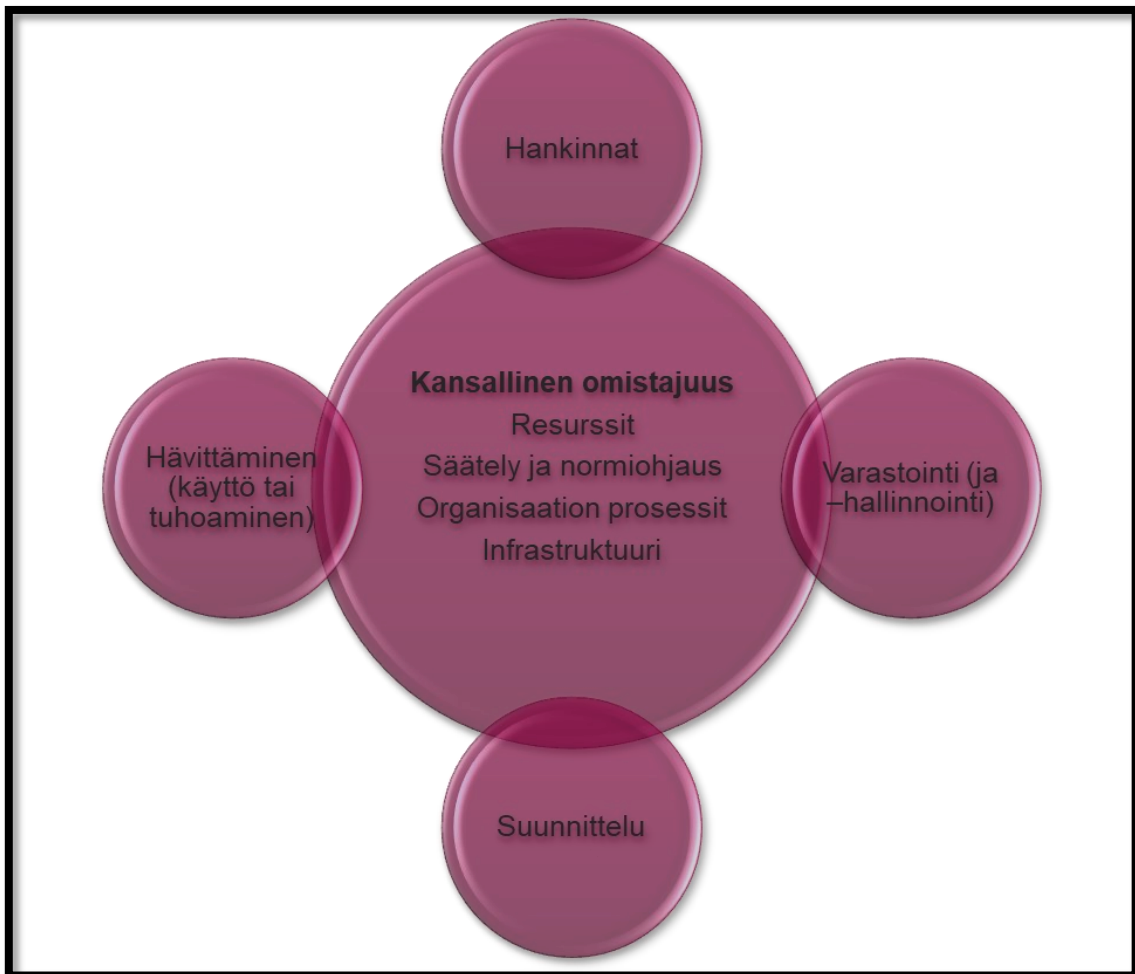 Hankinnat
Kansallinen omistajuus
Resurssit
Säätely ja normiohjaus
Organisaation prosessit
Infrastruktuuri
Hävittäminen
(käyttö tai
tuhoaminen)
Varastointi (ja
–hallinnointi)
Suunnittelu